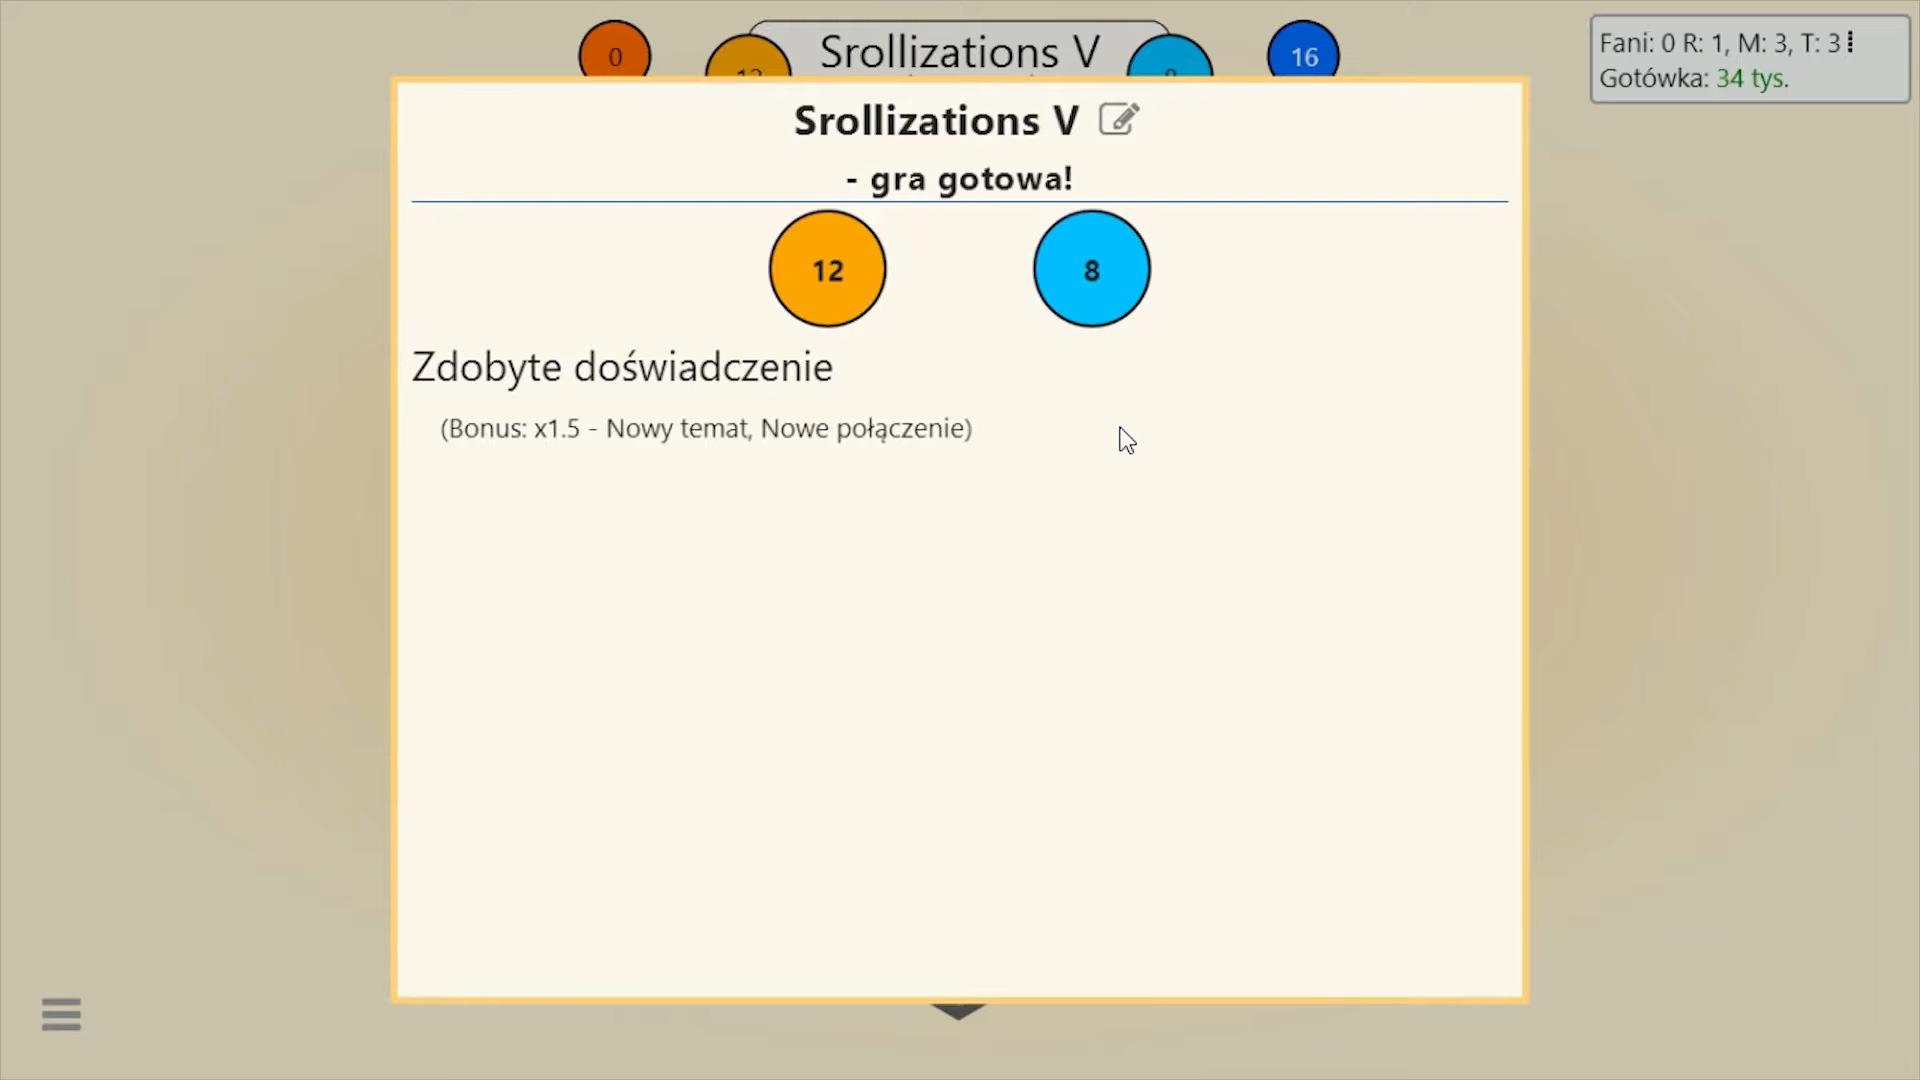 0
Srollizations V
16
Fani: 0 R: 1, M: 3, T: 3
Gotówka: 34 tys.
Srollizations V
- gra gotowa!
12
8
Zdobyte doświadczenie
(Bonus: x1.5 - Nowy temat, Nowe połączenie)